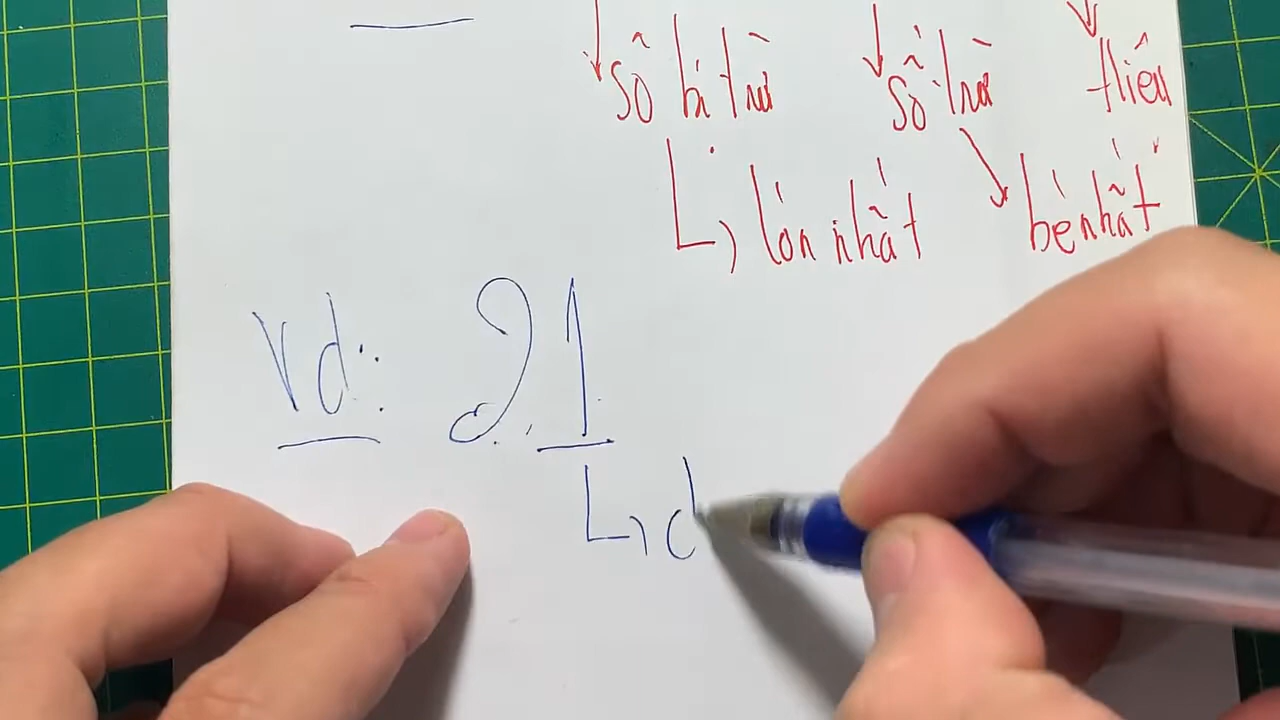 số bị trừ số trừ hiệu
↳ lớn nhất bé nhất
Vd: 21
↳ d